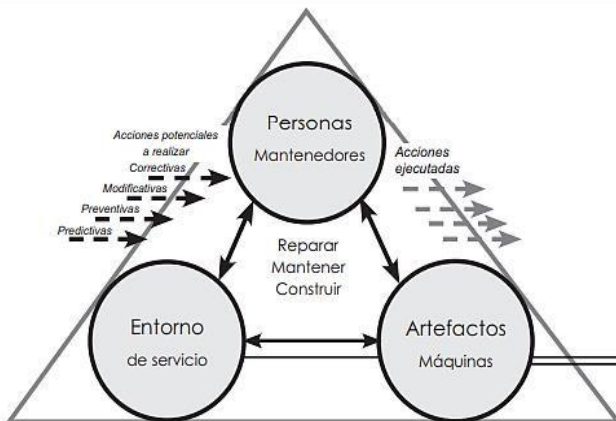 Personas
Mantenedores
Acciones potenciales
a realizar
Correctivas
Modificativas
Preventivas
Predictivas
Acciones
ejecutadas
Reparar
Mantener
Construir
Entorno
de servicio
Artefactos
Máquinas